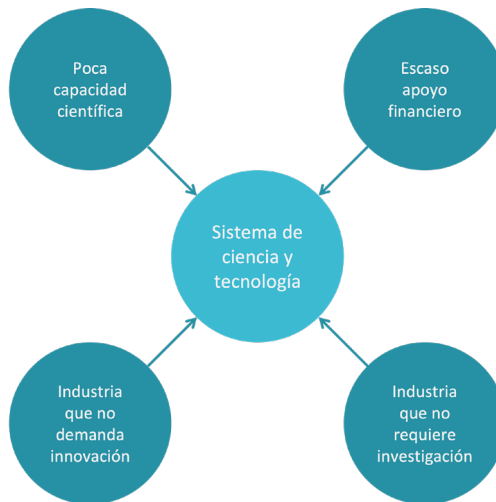 Poca
capacidad
científica
Escaso
apoyo
financiero
Sistema de
ciencia y
tecnología
Industria
que no
demanda
innovación
Industria
que no
requiere
investigación